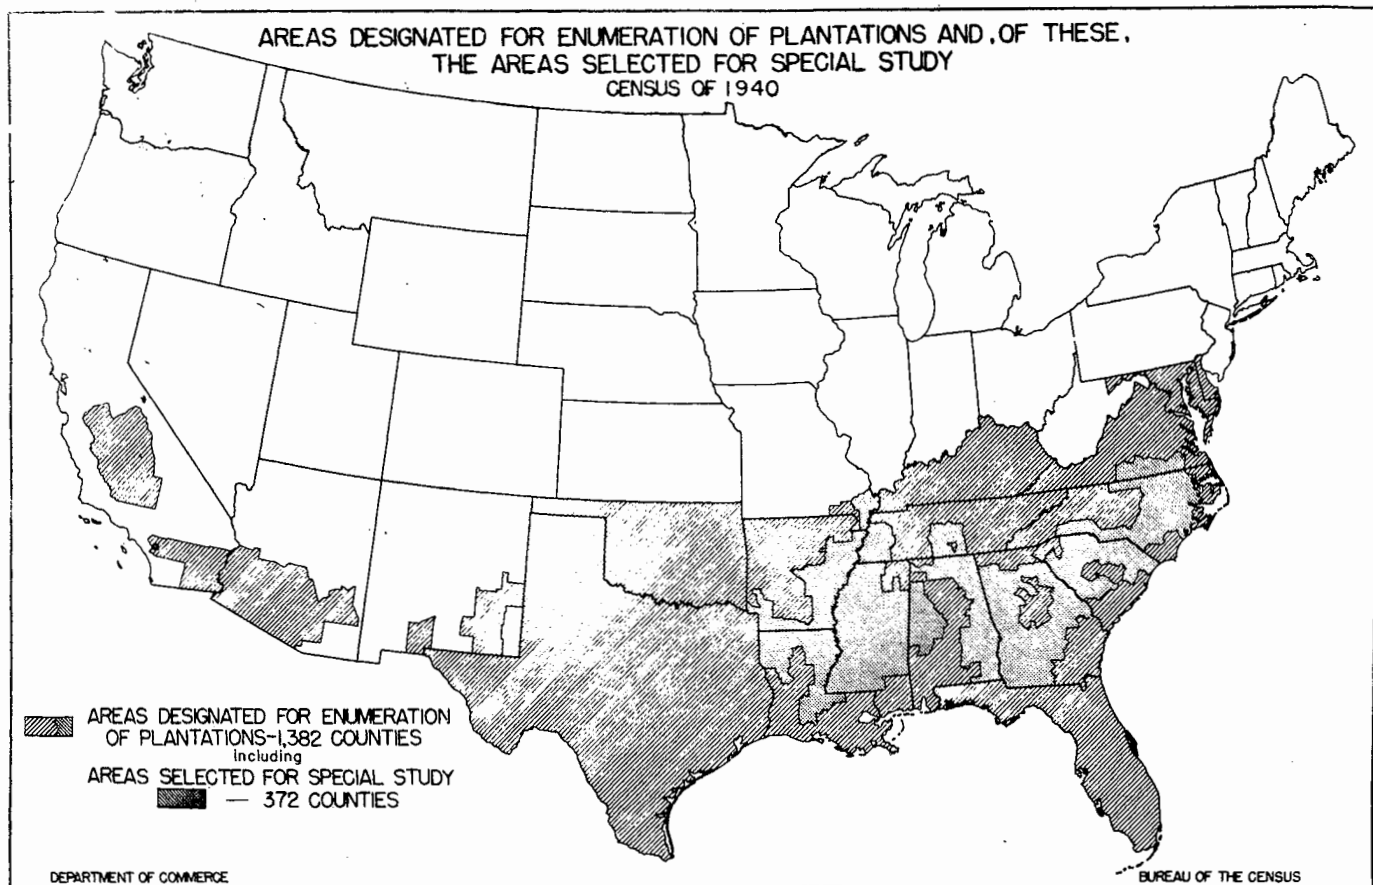 AREAS DESIGNATED FOR ENUMERATION OF PLANTATIONS AND, OF THESE,
THE AREAS SELECTED FOR SPECIAL STUDY
CENSUS OF 1940
AREAS DESIGNATED FOR ENUMERATION
OF PLANTATIONS-1,382 COUNTIES
including
AREAS SELECTED FOR SPECIAL STUDY
— 372 COUNTIES
DEPARTMENT OF COMMERCE
BUREAU OF THE CENSUS